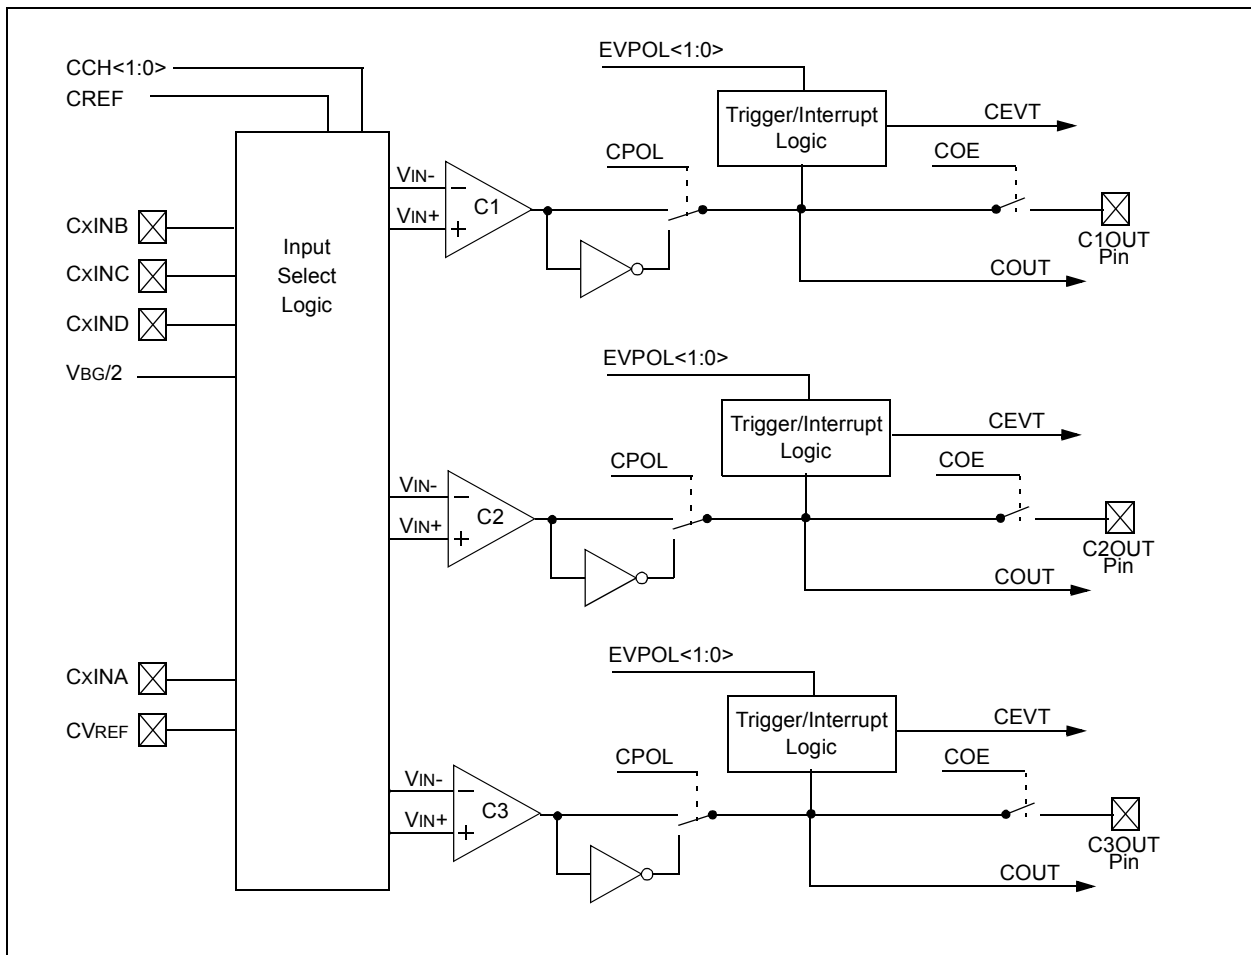 CCH<1:0>
CREF
CxINB
CxINC
CxIND
VBG/2
CxINA
CVREF
Input
Select
Logic
EVPOL<1:0>
Trigger/Interrupt
Logic
CEVT
CPOL
COE
VIN-
VIN+
−
+
C1
C1OUT
Pin
COUT
EVPOL<1:0>
Trigger/Interrupt
Logic
CEVT
CPOL
COE
VIN-
VIN+
−
+
C2
C2OUT
Pin
COUT
EVPOL<1:0>
Trigger/Interrupt
Logic
CEVT
CPOL
COE
VIN-
VIN+
−
+
C3
C3OUT
Pin
COUT